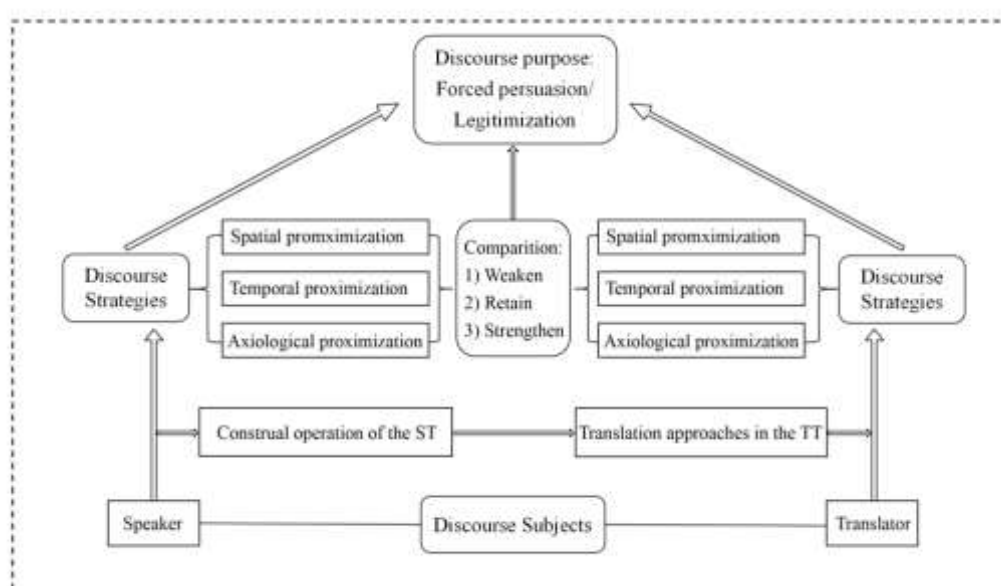 Discourse purpose:
Forced persuasion/
Legitimization
Spatial promximization
Comparition:
Spatial promximization
Discourse
Strategies
Temporal proximization
1) Weaken
2) Retain
3) Strengthen
Temporal proximization
Discourse
Strategies
Axiological proximization
Axiological proximization
Construal operation of the ST
Translation approaches in the TT
Speaker
Discourse Subjects
Translator